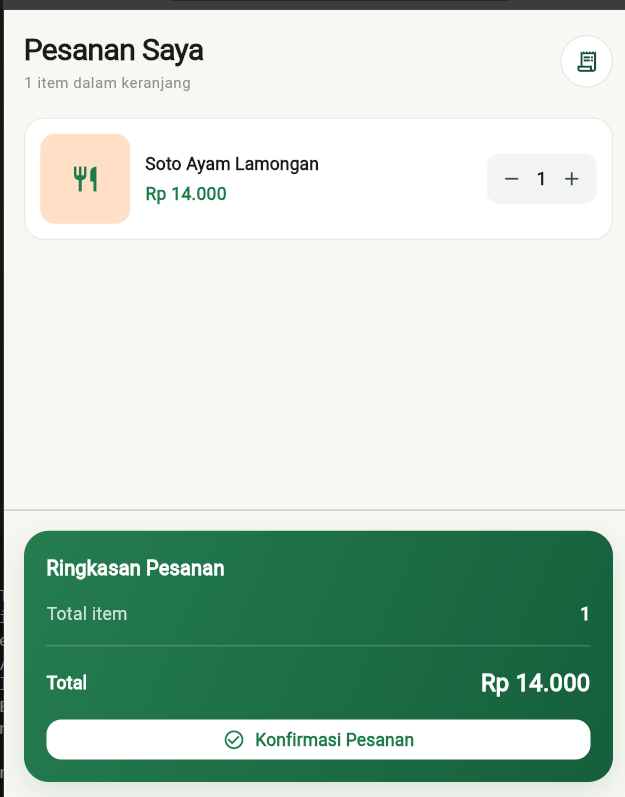 Pesanan Saya
1 item dalam keranjang
Soto Ayam Lamongan
Rp 14.000
1
Ringkasan Pesanan
Total item
1
Total
Rp 14.000
Konfirmasi Pesanan